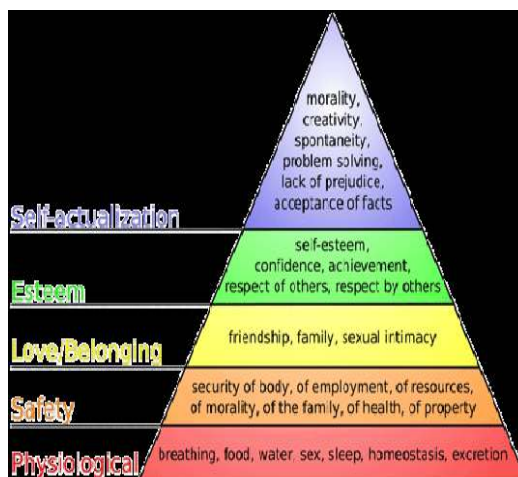 morality,
creativity,
spontaneity,
problem solving,
lack of prejudice,
acceptance of facts
Self-actualization
self-esteem,
confidence, achievement,
respect of others, respect by others
Esteem
friendship, family, sexual intimacy
Love/Belonging
security of body, of employment, of resources,
of morality, of the family, of health, of property
Safety
breathing, food, water, sex, sleep, homeostasis, excretion
Physiological